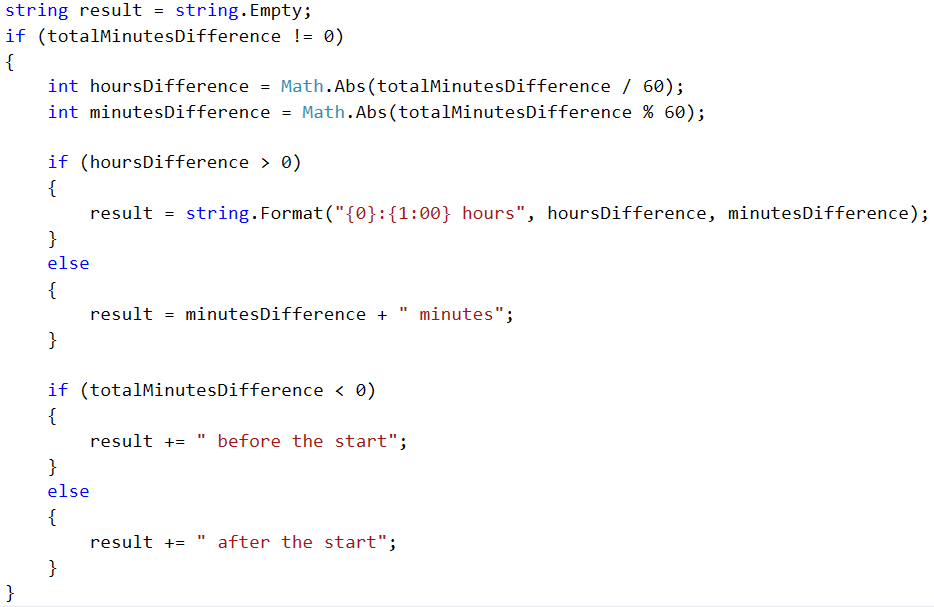 string result = string.Empty;
if (totalMinutesDifference != 0)
{
    int hoursDifference = Math.Abs(totalMinutesDifference / 60);
    int minutesDifference = Math.Abs(totalMinutesDifference % 60);

    if (hoursDifference > 0)
    {
        result = string.Format("{0}:{1:00} hours", hoursDifference, minutesDifference);
    }
    else
    {
        result = minutesDifference + " minutes";
    }

    if (totalMinutesDifference < 0)
    {
        result += " before the start";
    }
    else
    {
        result += " after the start";
    }
}